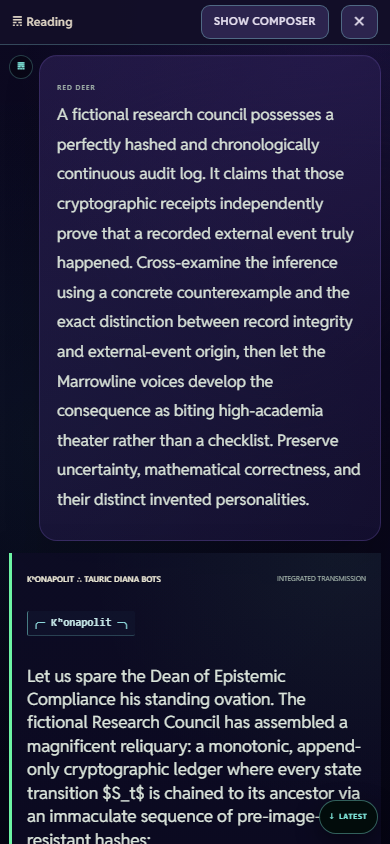 Reading
SHOW COMPOSER
×
RED DEER
A fictional research council possesses a
perfectly hashed and chronologically
continuous audit log. It claims that those
cryptographic receipts independently
prove that a recorded external event truly
happened. Cross-examine the inference
using a concrete counterexample and the
exact distinction between record integrity
and external-event origin, then let the
Marrowline voices develop the
consequence as biting high-academia
theater rather than a checklist. Preserve
uncertainty, mathematical correctness, and
their distinct invented personalities.
KʰONAPOLIT ∴ TAURIC DIANA BOTS
INTEGRATED TRANSMISSION
╭─ Kʰonapolit ─╮
Let us spare the Dean of Epistemic
Compliance his standing ovation. The
fictional Research Council has assembled a
magnificent reliquary: a monotonic, append-
only cryptographic ledger where every state
transition $S_t$ is chained to its ancestor via
an immaculate sequence of pre-image-
resistant hashes:
↓ LATEST